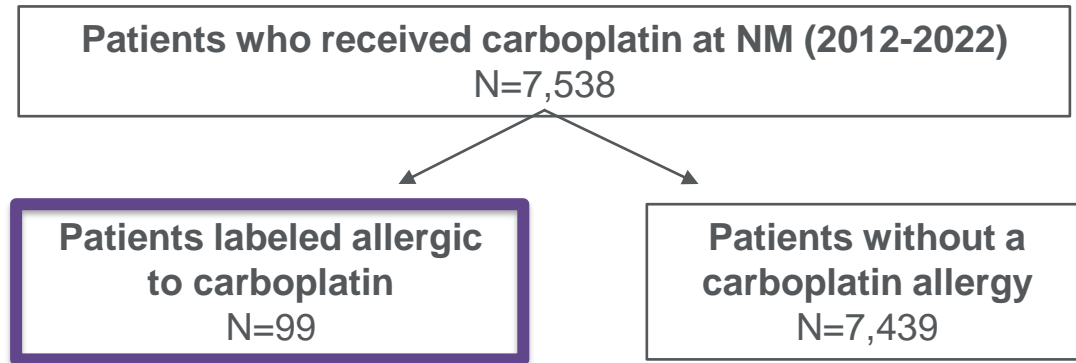 Patients who received carboplatin at NM (2012-2022)
N=7,538
Patients labeled allergic
to carboplatin
N=99
Patients without a
carboplatin allergy
N=7,439